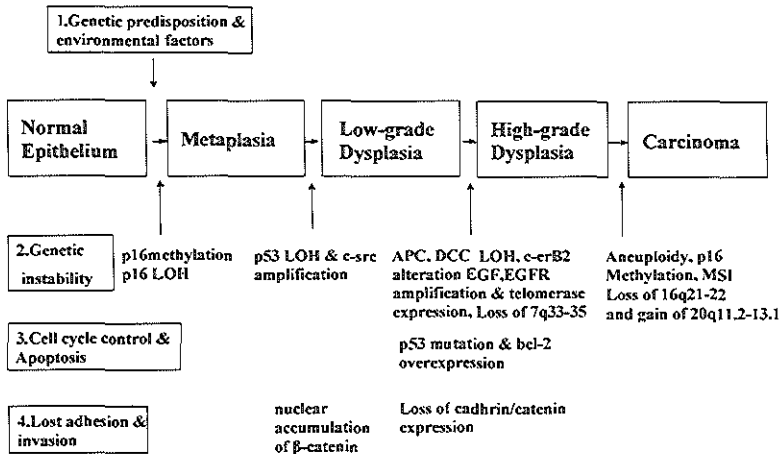 1.Genetic predisposition &
environmental factors
Normal
Epithelium
Metaplasia
Low-grade
Dysplasia
High-grade
Dysplasia
Carcinoma
2.Genetic
instability
p16methylation
p16 LOH
p53 LOH & c-src
amplification
APC, DCC LOH, c-erB2
alteration EGF,EGFR
amplification & telomerase
expression, Loss of 7q33-35
Aneuploidy, p16
Methylation, MSI
Loss of 16q21-22
and gain of 20q11.2-13.1
3.Cell cycle control &
Apoptosis
p53 mutation & bcl-2
overexpression
4.Lost adhesion &
invasion
nuclear
accumulation
of β-catenin
Loss of cadhrin/catenin
expression